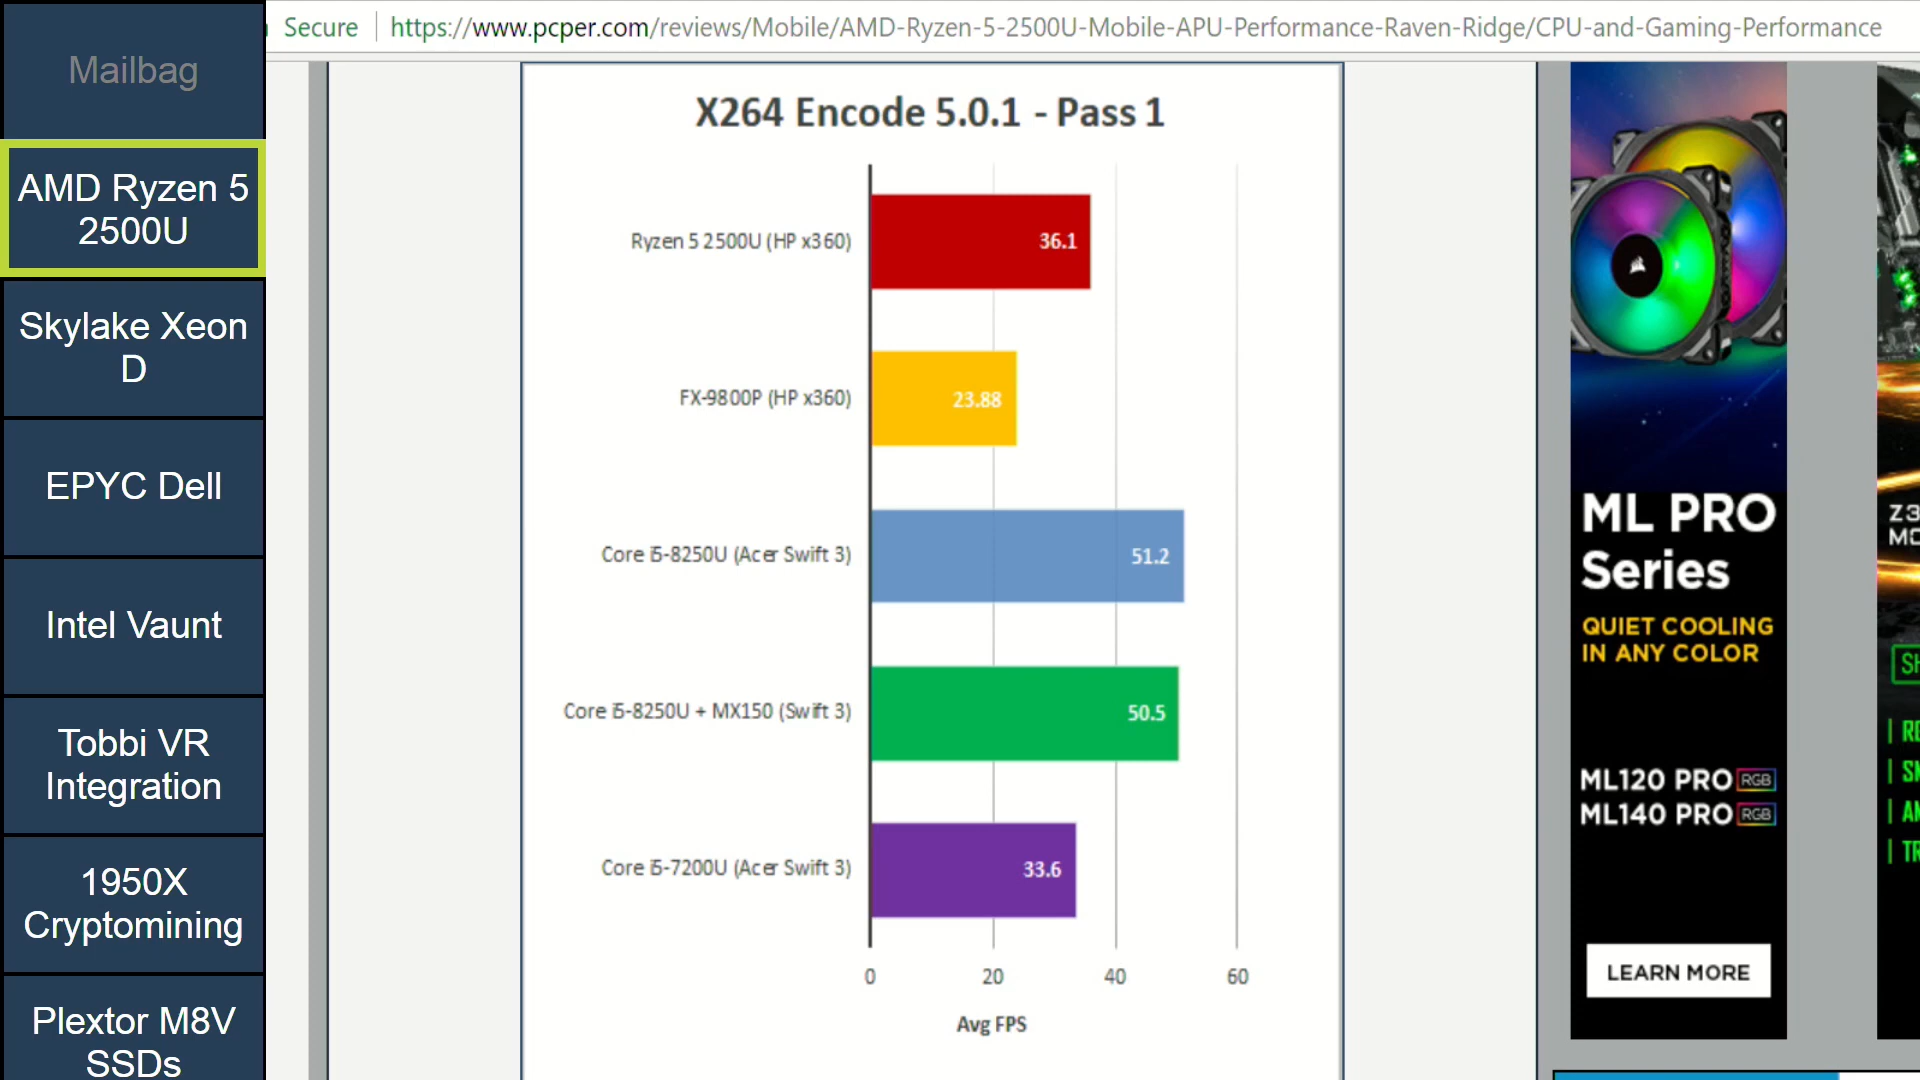 Mailbag
AMD Ryzen 5
2500U
Skylake Xeon
D
EPYC Dell
Intel Vaunt
Tobbi VR
Integration
1950X
Cryptomining
Plextor M8V
SSDs
Secure
https://www.pcper.com/reviews/Mobile/AMD-Ryzen-5-2500U-Mobile-APU-Performance-Raven-Ridge/CPU-and-Gaming-Performance
X264 Encode 5.0.1 - Pass 1
Ryzen 5 2500U (HP x360)
36.1
FX-9800P (HP x360)
23.88
Core i5-8250U (Acer Swift 3)
51.2
Core i5-8250U + MX150 (Swift 3)
50.5
Core i5-7200U (Acer Swift 3)
33.6
0 20 40 60
Avg FPS
ML PRO
Series
QUIET COOLING
IN ANY COLOR
ML120 PRO RGB
ML140 PRO RGB
LEARN MORE